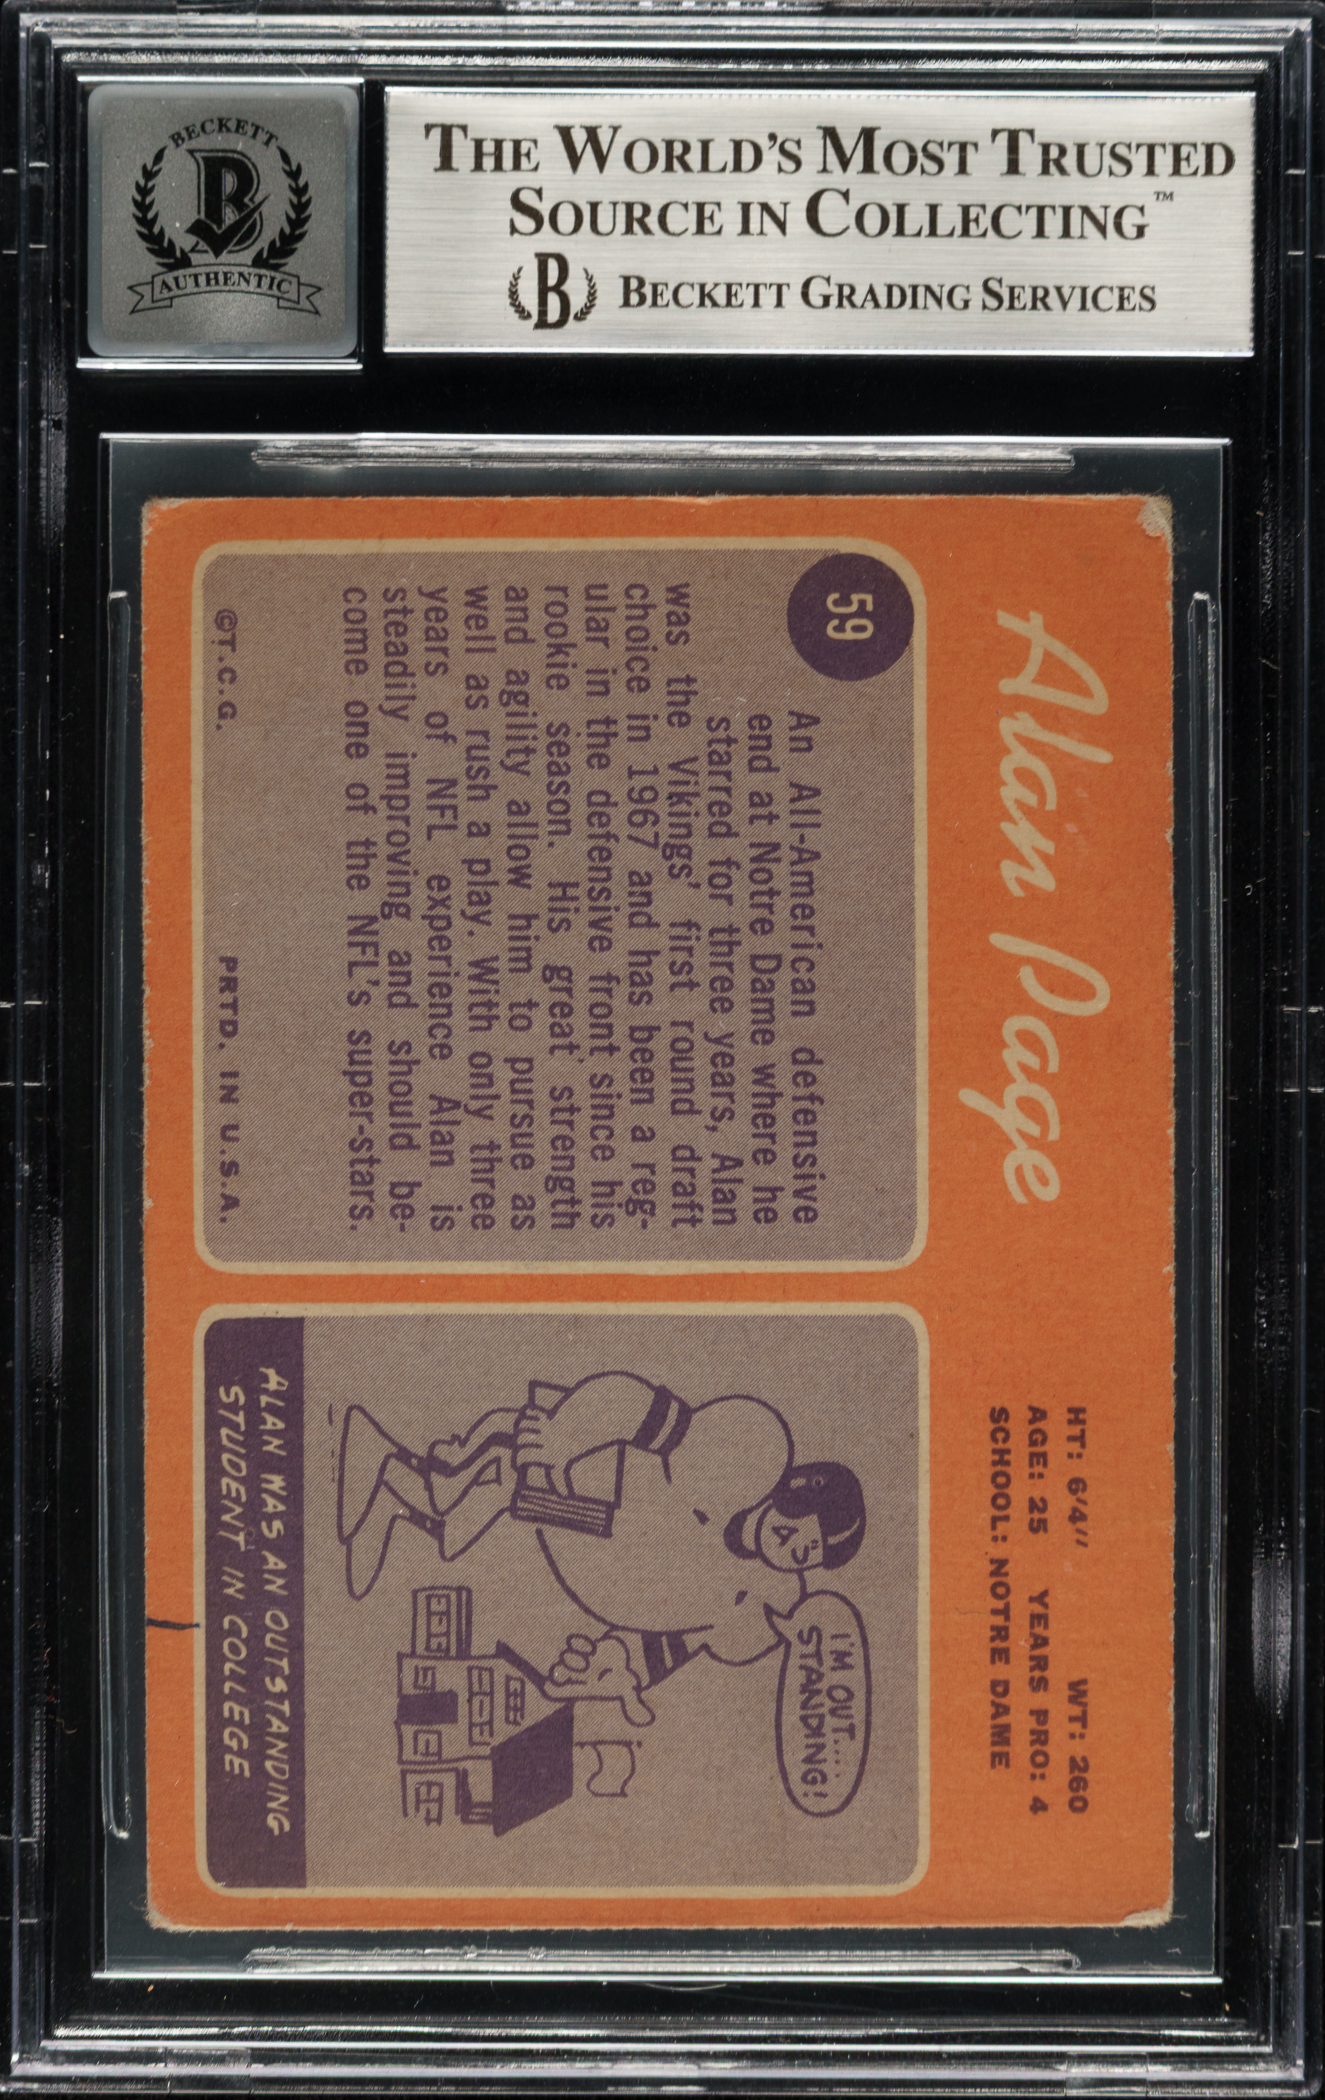 BECKETT
B
AUTHENTIC
THE WORLD'S MOST TRUSTED
SOURCE IN COLLECTING™
B BECKETT GRADING SERVICES
Alan Page
HT: 6'4" WT: 260
AGE: 25 YEARS PRO: 4
SCHOOL: NOTRE DAME
59
An All-American defensive
end at Notre Dame where he
starred for three years, Alan
was the Vikings' first round draft
choice in 1967 and has been a reg-
ular in the defensive front since his
rookie season. His great strength
and agility allow him to pursue as
well as rush a play. With only three
years of NFL experience Alan is
steadily improving and should be-
come one of the NFL's super-stars.
©T.C.G. PRTD. IN U.S.A.
I'M OUT....
STANDING!
ALAN WAS AN OUTSTANDING
STUDENT IN COLLEGE